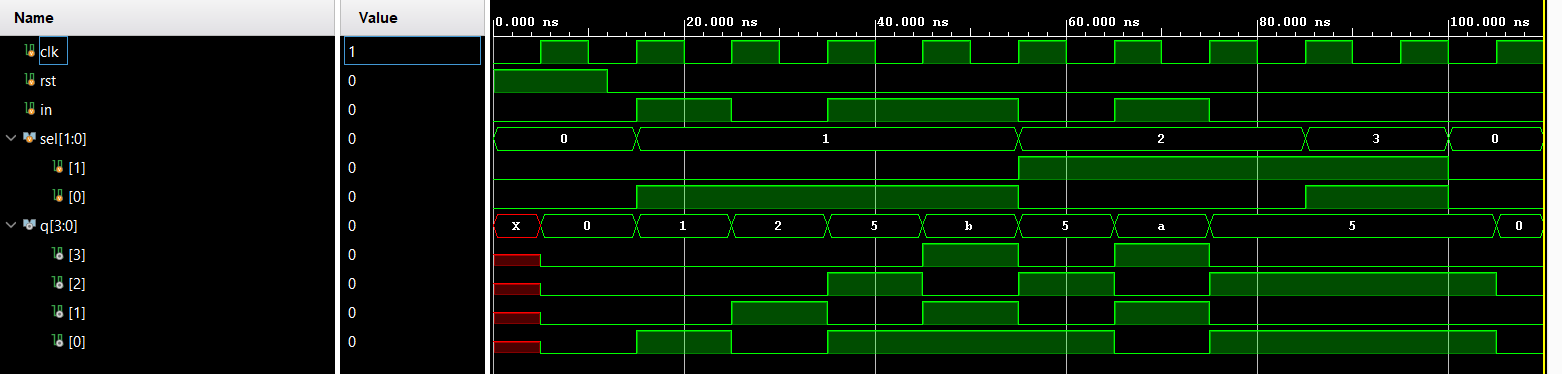 Name Value 0.000 ns 20.000 ns 40.000 ns 60.000 ns 80.000 ns 100.000 ns
clk 1
rst 0
in 0
sel[1:0] 0 0 1 2 3 0
[1] 0
[0] 0
q[3:0] 0 X 0 1 2 5 b 5 a 5 0
[3] 0
[2] 0
[1] 0
[0] 0